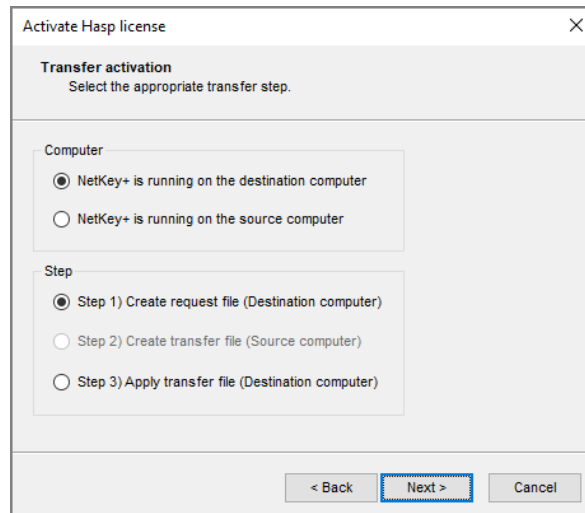 Activate Hasp license
Transfer activation
Select the appropriate transfer step.
Computer
NetKey+ is running on the destination computer
NetKey+ is running on the source computer
Step
Step 1) Create request file (Destination computer)
Step 2) Create transfer file (Source computer)
Step 3) Apply transfer file (Destination computer)
< Back Next > Cancel